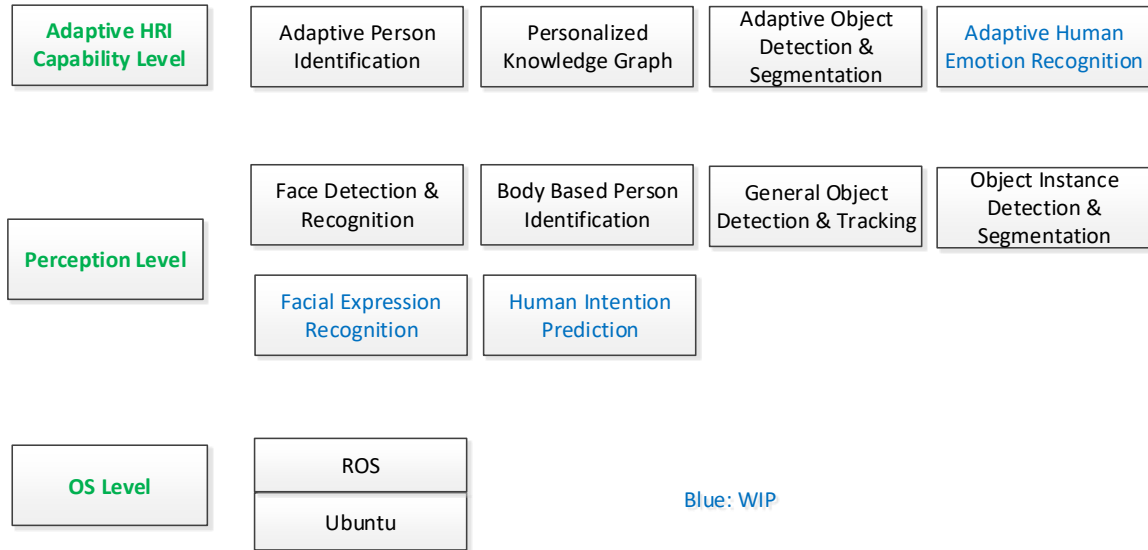 Adaptive HRI
Capability Level
Adaptive Person
Identification
Personalized
Knowledge Graph
Adaptive Object
Detection &
Segmentation
Adaptive Human
Emotion Recognition
Perception Level
Face Detection &
Recognition
Body Based Person
Identification
General Object
Detection & Tracking
Object Instance
Detection &
Segmentation
Facial Expression
Recognition
Human Intention
Prediction
OS Level
ROS
Ubuntu
Blue: WIP